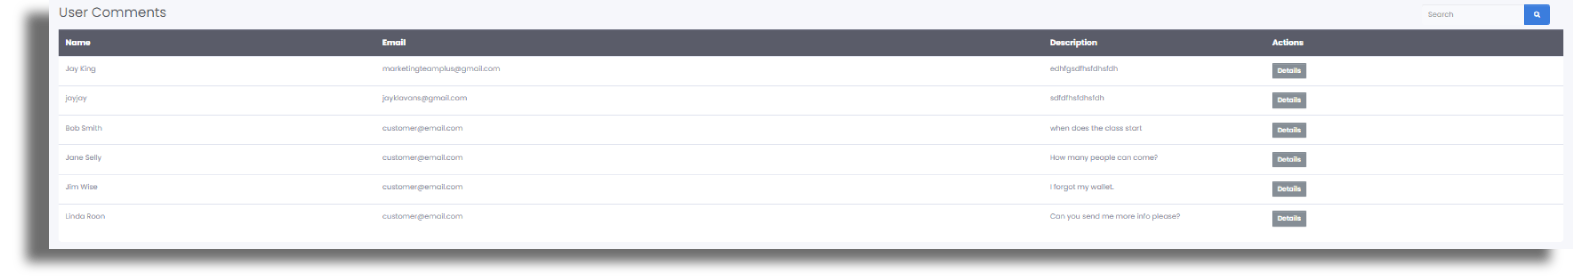 User Comments
Search
Name Email Description Actions
Jay King marketingteamplus@gmail.com edhfgsdfhsfdhsfdh Details
jayjay jayklavons@gmail.com sdfdfhsfdhsfdh Details
Bob Smith customer@email.com when does the class start Details
Jane Selly customer@email.com How many people can come? Details
Jim Wise customer@email.com I forgot my wallet. Details
Linda Roon customer@email.com Can you send me more info please? Details